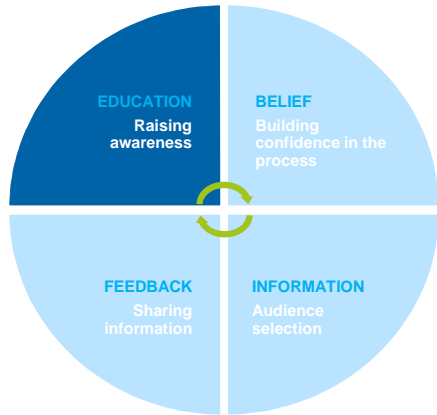 EDUCATION
Raising
awareness
BELIEF
Building
confidence in the
process
FEEDBACK
Sharing
information
INFORMATION
Audience
selection